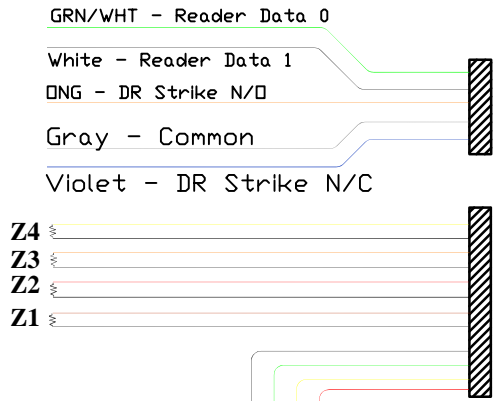 GRN/WHT - Reader Data 0
White - Reader Data 1
ONG - DR Strike N/O
Gray - Common
Violet - DR Strike N/C
Z4
Z3
Z2
Z1